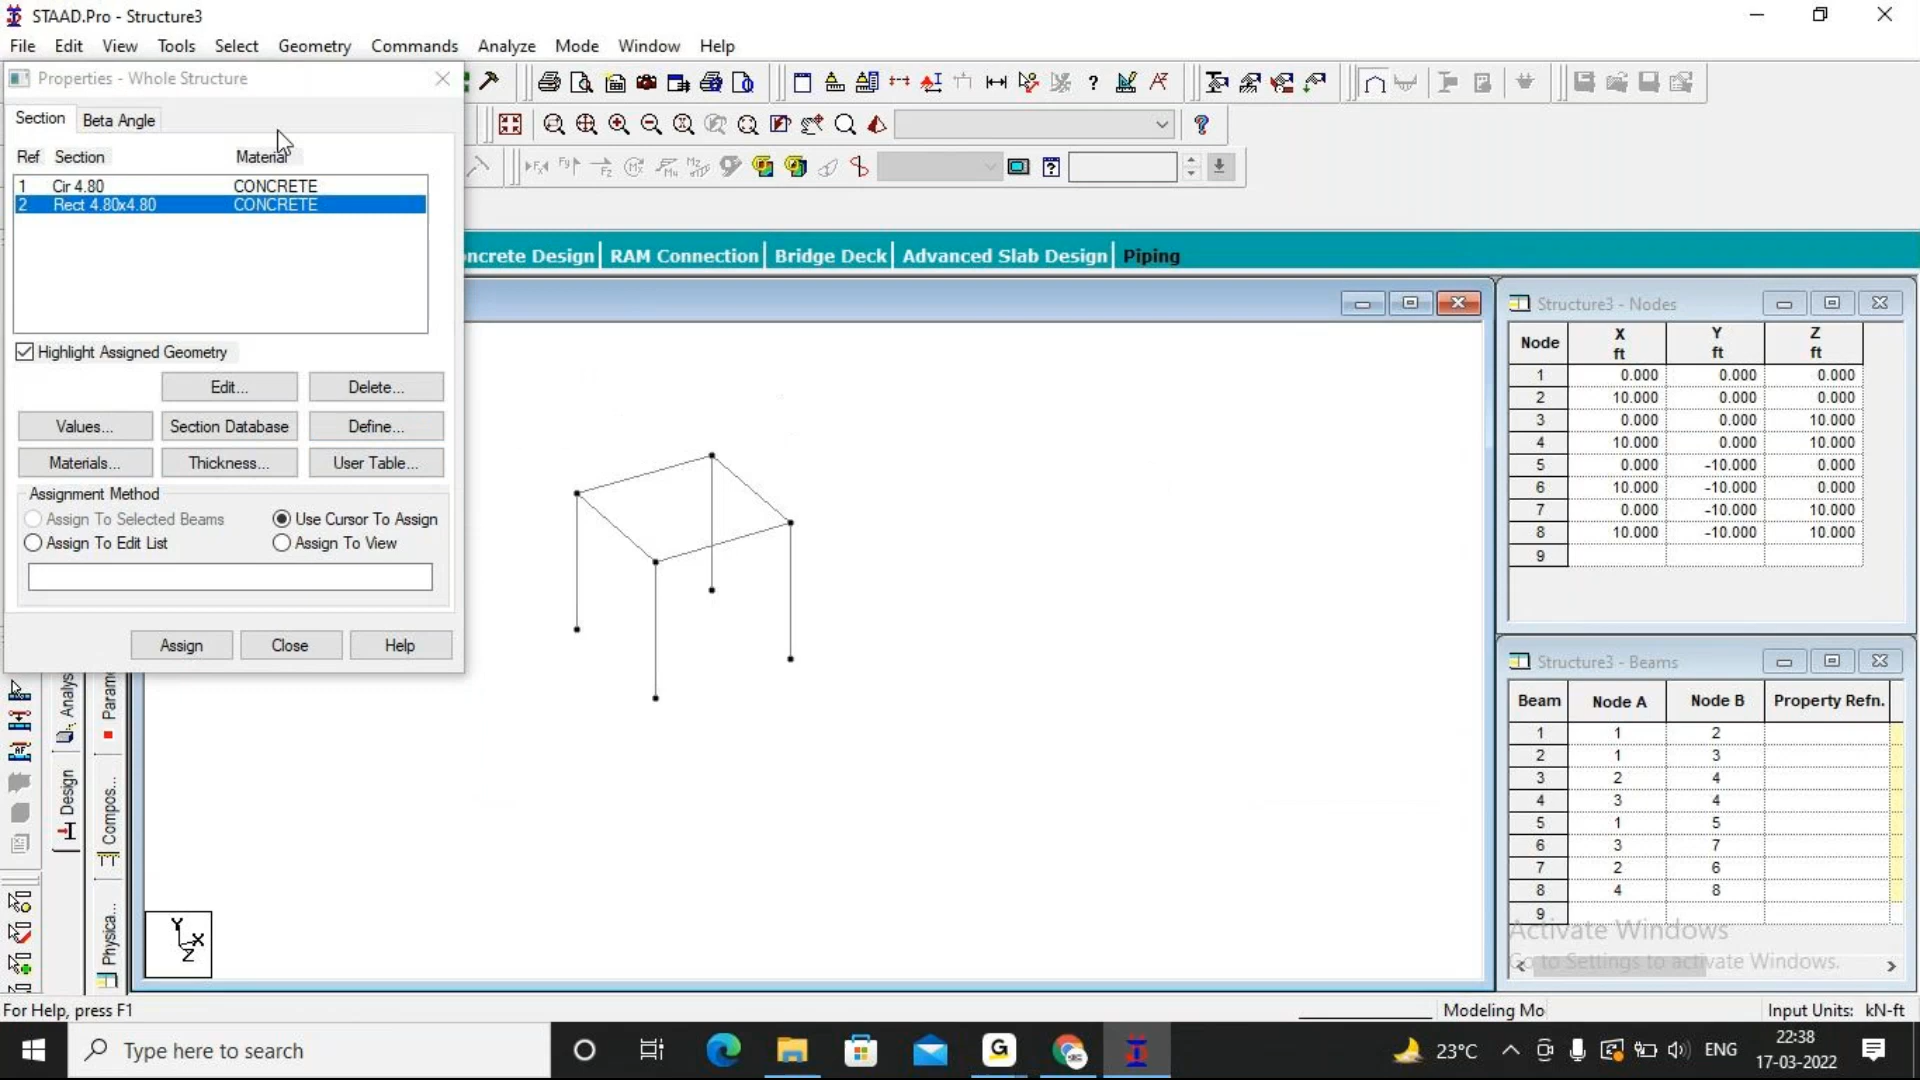 STAAD.Pro - Structure3
File Edit View Tools Select Geometry Commands Analyze Mode Window Help
Properties - Whole Structure
Section Beta Angle
Ref Section Material
1 Cir 4.80 CONCRETE
2 Rect 4.80x4.80 CONCRETE
Highlight Assigned Geometry
Edit... Delete...
Values... Section Database Define...
Materials... Thickness... User Table...
Assignment Method
Assign To Selected Beams Use Cursor To Assign
Assign To Edit List Assign To View
Assign Close Help
ncrete Design RAM Connection Bridge Deck Advanced Slab Design Piping
Structure3 - Nodes
Node X ft Y ft Z ft
1 0.000 0.000 0.000
2 10.000 0.000 0.000
3 0.000 0.000 10.000
4 10.000 0.000 10.000
5 0.000 -10.000 0.000
6 10.000 -10.000 0.000
7 0.000 -10.000 10.000
8 10.000 -10.000 10.000
9
Structure3 - Beams
Beam Node A Node B Property Refn.
1 1 2
2 1 3
3 2 4
4 3 4
5 1 5
6 3 7
7 2 6
8 4 8
9
Activate Windows
Go to Settings to activate Windows.
Analys
Param
Design
Compos...
Physica...
Y
X
Z
For Help, press F1
Modeling Mo
Input Units: kN-ft
Type here to search
23°C
ENG
22:38
17-03-2022